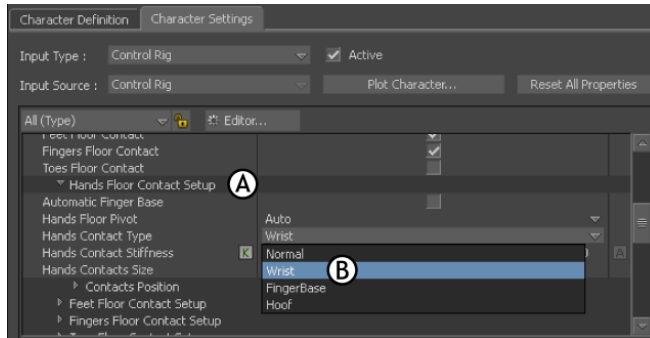 Character Definition Character Settings
Input Type : Control Rig Active
Input Source : Control Rig Plot Character... Reset All Properties
All (Type) Editor...
Feet Floor Contact
Fingers Floor Contact
Toes Floor Contact
Hands Floor Contact Setup A
Automatic Finger Base
Hands Floor Pivot Auto
Hands Contact Type Wrist
Hands Contact Stiffness K Normal A
Hands Contacts Size Wrist B
Contacts Position FingerBase
Feet Floor Contact Setup Hoof
Fingers Floor Contact Setup